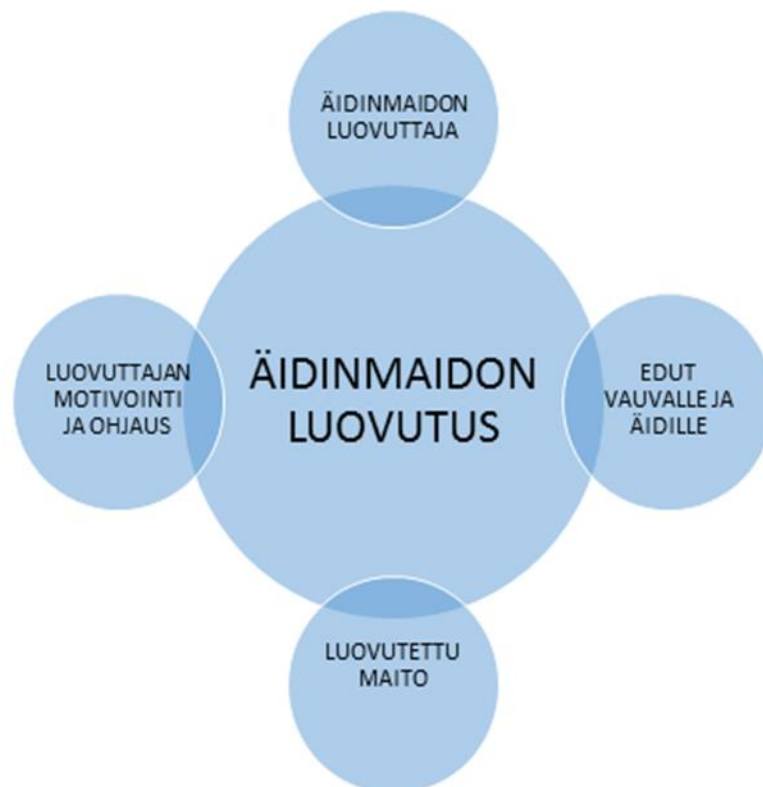 ÄIDINMAIDON
LUOVUTTAJA
LUOVUTTAJAN
MOTIVOINTI
JA OHJAUS
ÄIDINMAIDON
LUOVUTUS
EDUT
VAUVALLE JA
ÄIDILLE
LUOVUTETTU
MAITO